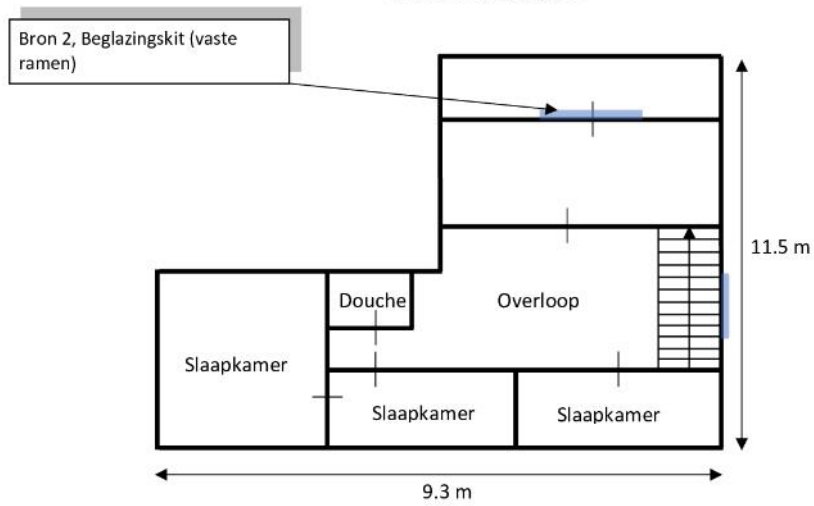 Bron 2, Beglazingskit (vaste
ramen)
11.5 m
Douche
Overloop
Slaapkamer
Slaapkamer
Slaapkamer
9.3 m